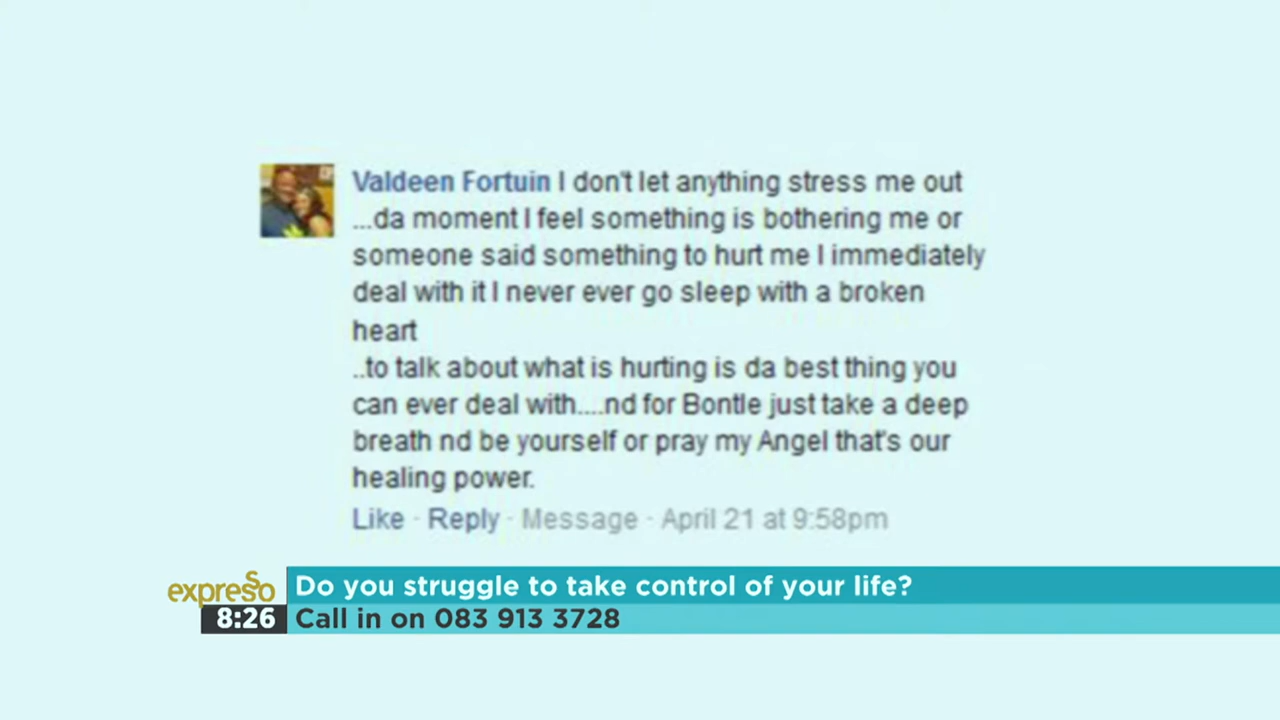 Valdeen Fortuin I don't let anything stress me out
...da moment I feel something is bothering me or
someone said something to hurt me I immediately
deal with it I never ever go sleep with a broken
heart
..to talk about what is hurting is da best thing you
can ever deal with....nd for Bontle just take a deep
breath nd be yourself or pray my Angel that's our
healing power.
Like · Reply · Message · April 21 at 9:58pm
expresso
Do you struggle to take control of your life?
8:26
Call in on 083 913 3728